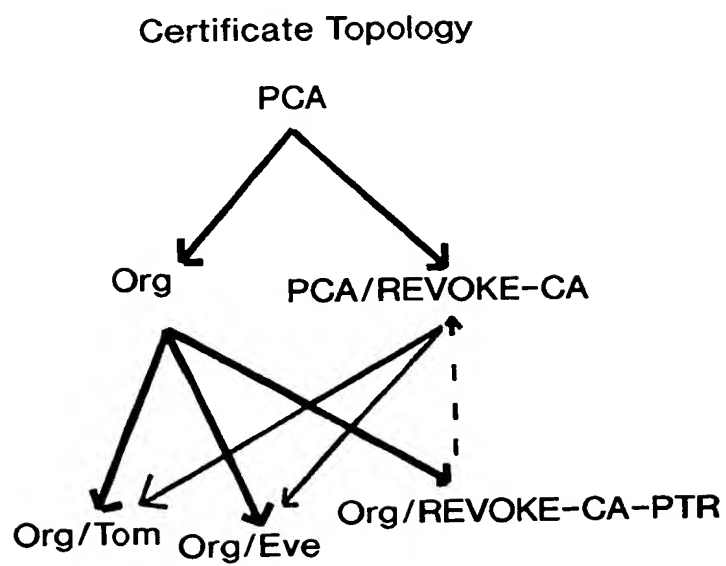 Certificate Topology
PCA
Org
PCA/REVOKE-CA
Org/Tom
Org/Eve
Org/REVOKE-CA-PTR